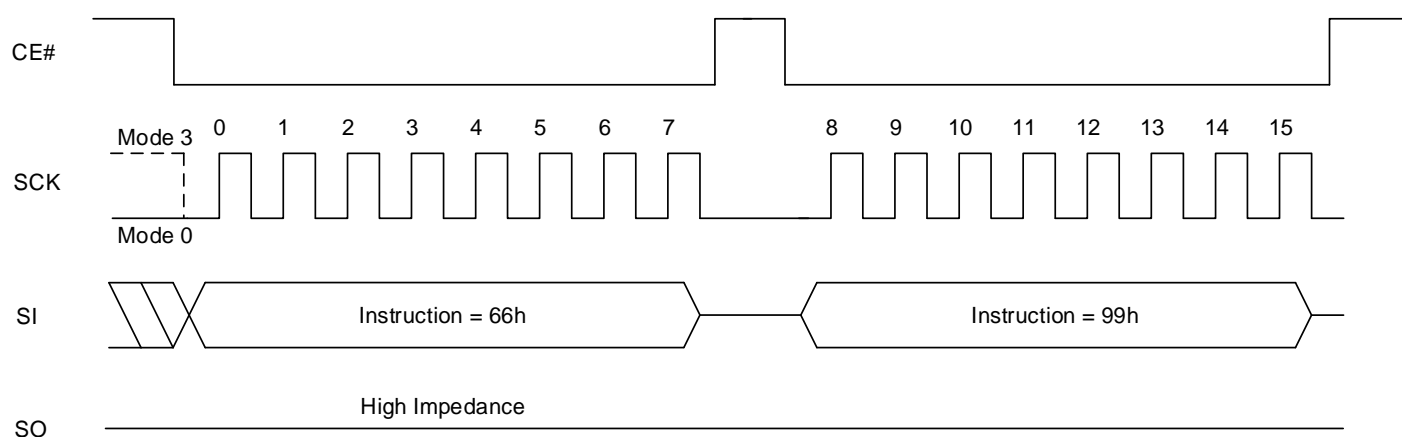 CE#
Mode 3 0 1 2 3 4 5 6 7 8 9 10 11 12 13 14 15
SCK
Mode 0
SI Instruction = 66h Instruction = 99h
High Impedance
SO